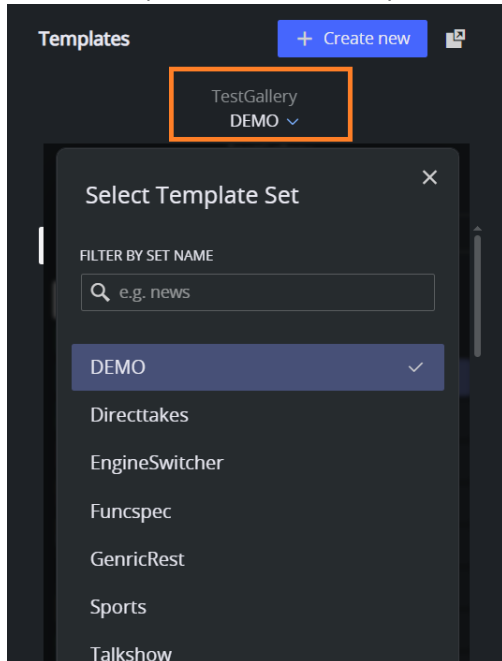 Templates
+ Create new
TestGallery
DEMO
Select Template Set
FILTER BY SET NAME
e.g. news
DEMO
Directtakes
EngineSwitcher
Funcspec
GenricRest
Sports
Talkshow